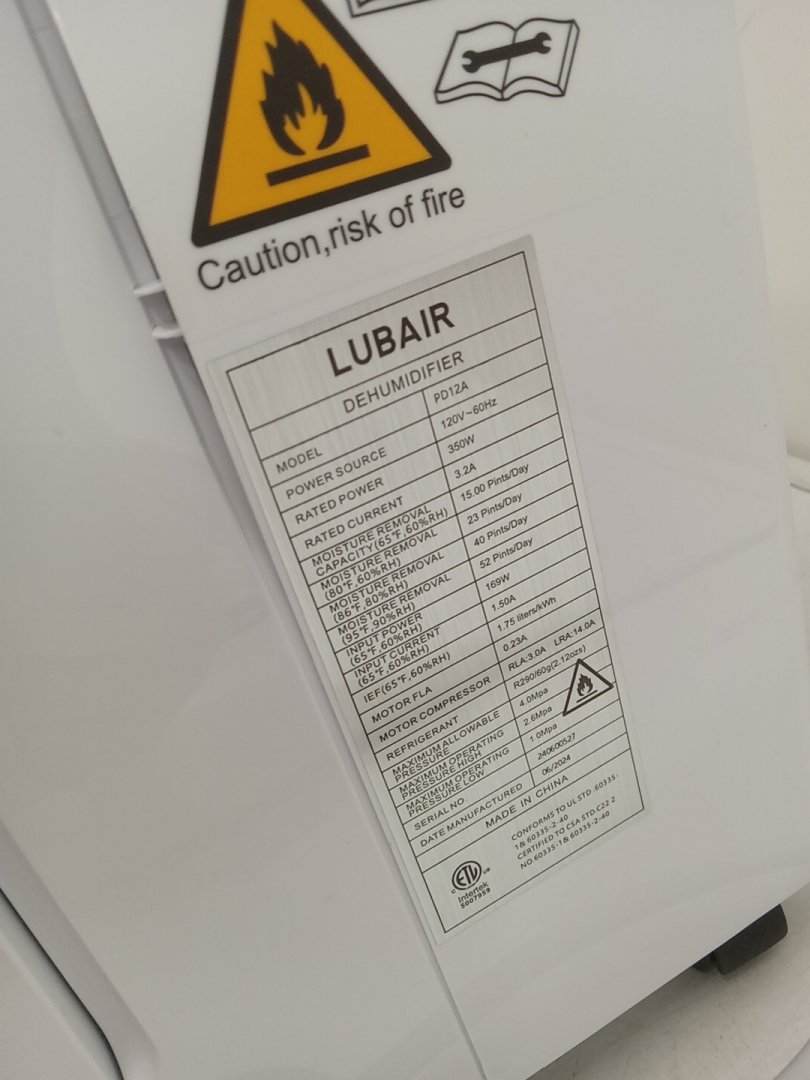 Caution,risk of fire
LUBAIR
DEHUMIDIFIER
MODEL PD12A
POWER SOURCE 120V~60Hz
RATED POWER 350W
RATED CURRENT 3.2A
MOISTURE REMOVAL
CAPACITY(65°F,60%RH) 15.00 Pints/Day
MOISTURE REMOVAL
(80°F,60%RH) 23 Pints/Day
MOISTURE REMOVAL
(86°F,80%RH) 40 Pints/Day
MOISTURE REMOVAL
(95°F,90%RH) 52 Pints/Day
INPUT POWER
(65°F,60%RH) 169W
INPUT CURRENT
(65°F,60%RH) 1.50A
IEF(65°F,60%RH) 1.75 liters/kWh
MOTOR FLA 0.23A
MOTOR COMPRESSOR RLA:3.0A LRA:14.0A
REFRIGERANT R290/60g(2.12ozs)
MAXIMUM ALLOWABLE
PRESSURE 4.0Mpa
MAXIMUM OPERATING
PRESSURE HIGH 2.6Mpa
MAXIMUM OPERATING
PRESSURE LOW 1.0Mpa
SERIAL NO. 240600527
DATE MANUFACTURED 06/2024
MADE IN CHINA
CONFORMS TO UL STD. 60335-
1& 60335-2-40
CERTIFIED TO CSA STD.C22.2
NO.60335-1& 60335-2-40
C ETL US
Intertek
5007959